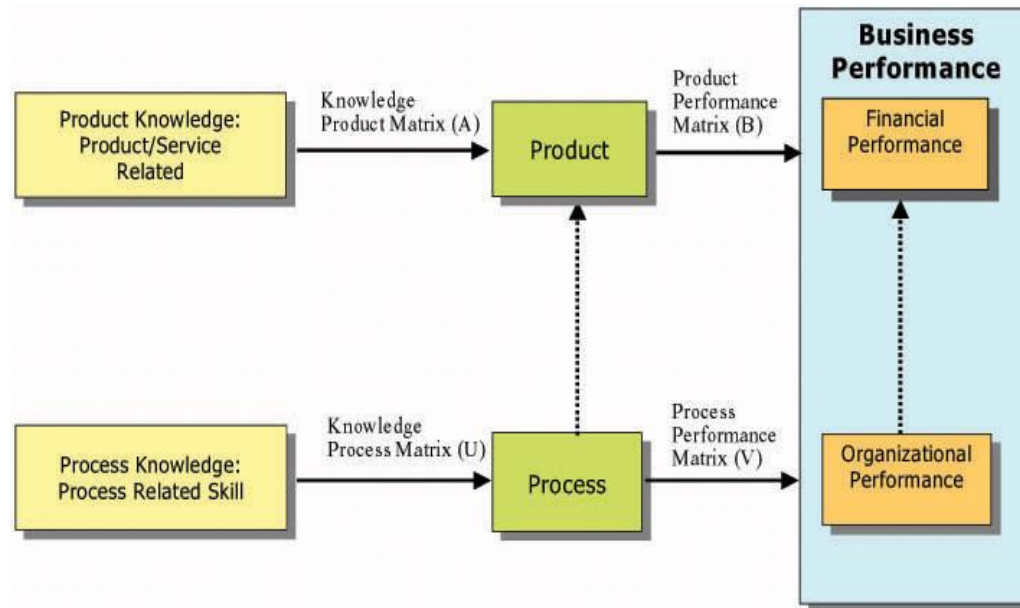 Business
Performance
Product Knowledge:
Product/Service
Related
Knowledge
Product Matrix (A)
Product
Product
Performance
Matrix (B)
Financial
Performance
Process Knowledge:
Process Related Skill
Knowledge
Process Matrix (U)
Process
Process
Performance
Matrix (V)
Organizational
Performance